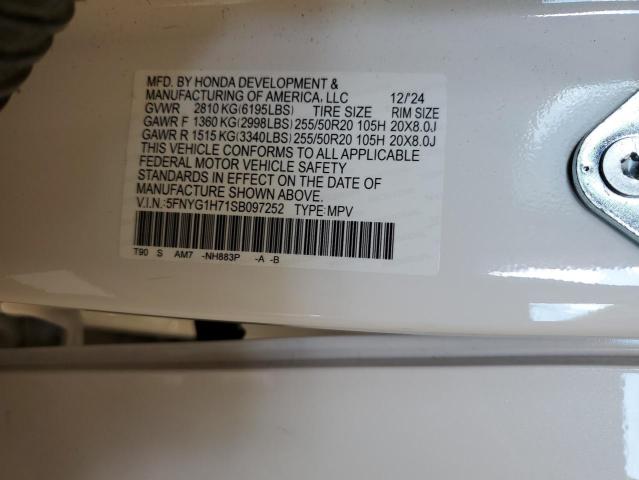 MFD. BY HONDA DEVELOPMENT &
MANUFACTURING OF AMERICA, LLC 12/'24
GVWR 2810 KG(6195LBS) TIRE SIZE RIM SIZE
GAWR F 1360 KG(2998LBS) 255/50R20 105H 20X8.0J
GAWR R 1515 KG(3340LBS) 255/50R20 105H 20X8.0J
THIS VEHICLE CONFORMS TO ALL APPLICABLE
FEDERAL MOTOR VEHICLE SAFETY
STANDARDS IN EFFECT ON THE DATE OF
MANUFACTURE SHOWN ABOVE.
V.I.N.:5FNYG1H71SB097252 TYPE:MPV
T90 S AM7 -NH883P -A -B